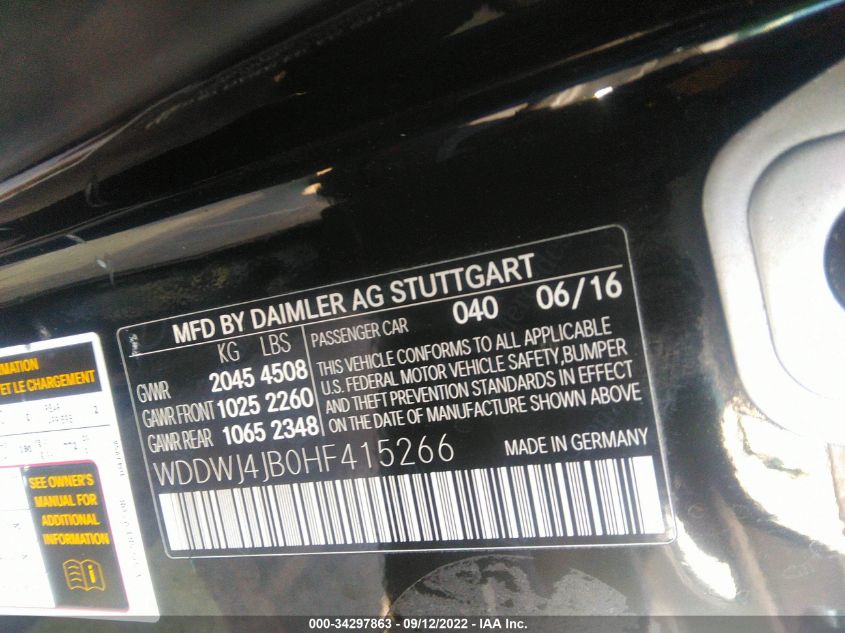 MFD BY DAIMLER AG STUTTGART
KG LBS
GVWR 2045 4508
GAWR FRONT 1025 2260
GAWR REAR 1065 2348
PASSENGER CAR 040 06/16
THIS VEHICLE CONFORMS TO ALL APPLICABLE
U.S. FEDERAL MOTOR VEHICLE SAFETY,BUMPER
AND THEFT PREVENTION STANDARDS IN EFFECT
ON THE DATE OF MANUFACTURE SHOWN ABOVE
WDDWJ4JB0HF415266
MADE IN GERMANY
ET LE CHARGEMENT
SEE OWNER'S
MANUAL FOR
ADDITIONAL
INFORMATION
000-34297863 - 09/12/2022 - IAA Inc.